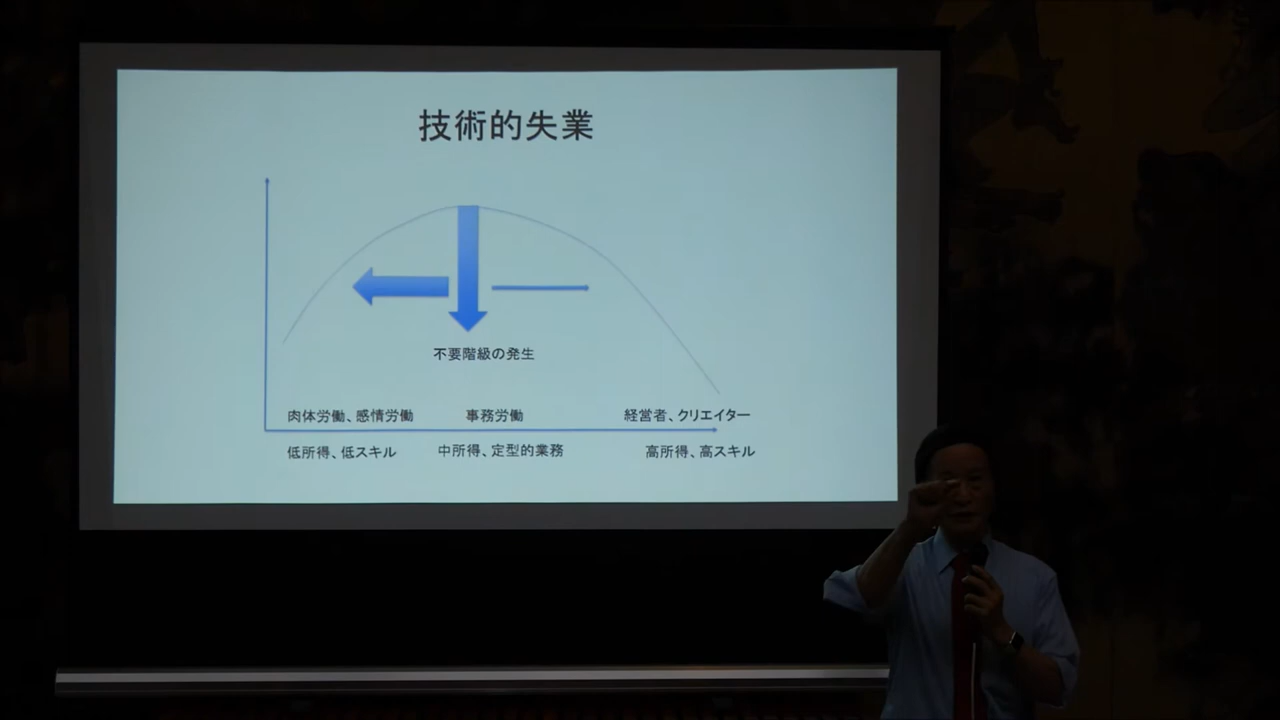 技術的失業
不要階級の発生
肉体労働、感情労働 事務労働 経営者、クリエイター
低所得、低スキル 中所得、定型的業務 高所得、高スキル